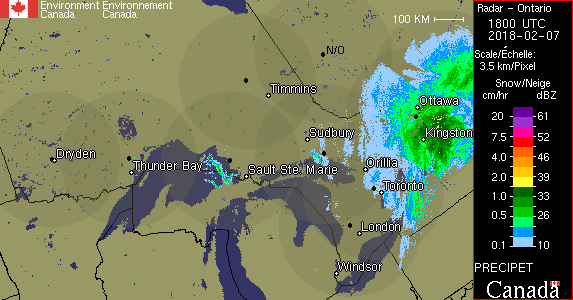 Environment Environnement
Canada Canada
100 KM
N/O
Timmins
Ottawa
Sudbury
Kingston
Dryden
Thunder Bay
Sault Ste. Marie
Orillia
Toronto
London
Windsor
Radar - Ontario
1800 UTC
2018-02-07
Scale/Échelle:
3.5 km/Pixel
Snow/Neige
cm/hr dBZ
20 61
7.5 52
4.0 46
2.0 39
1.0 33
0.5 26
0.1 10
PRECIPET
Canada